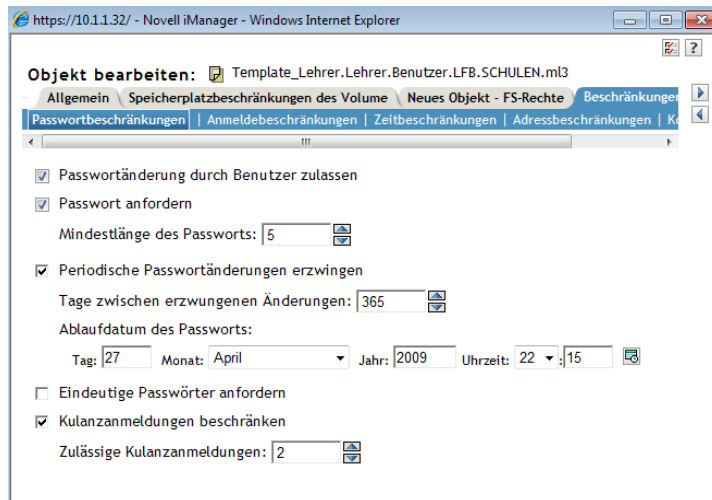 https://10.1.1.32/ - Novell iManager - Windows Internet Explorer
?
Objekt bearbeiten: Template_Lehrer.Lehrer.Benutzer.LFB.SCHULEN.ml3
Allgemein Speicherplatzbeschränkungen des Volume Neues Objekt - FS-Rechte Beschränkungen
Passwortbeschränkungen | Anmeldebeschränkungen | Zeitbeschränkungen | Adressbeschränkungen |
Passwortänderung durch Benutzer zulassen
Passwort anfordern
Mindestlänge des Passworts: 5
Periodische Passwortänderungen erzwingen
Tage zwischen erzwungenen Änderungen: 365
Ablaufdatum des Passworts:
Tag: 27 Monat: April Jahr: 2009 Uhrzeit: 22 : 15
Eindeutige Passwörter anfordern
Kulanzanmeldungen beschränken
Zulässige Kulanzanmeldungen: 2